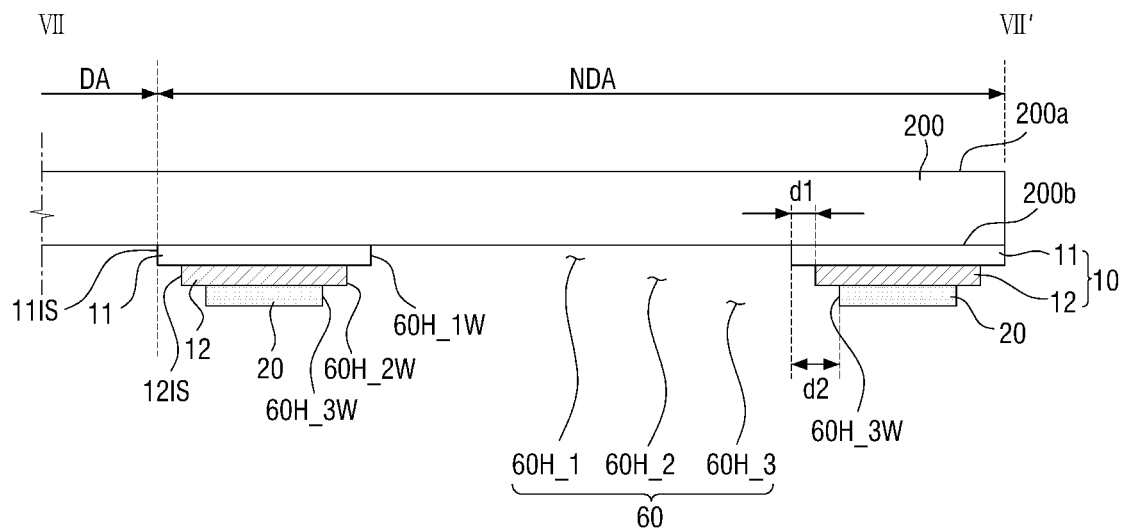 VII VII'
DA NDA
200 200a
d1 200b
11IS 11 12IS 12 20 60H_3W 60H_2W 60H_1W
11 12 10
20
d2
60H_3W
60H_1 60H_2 60H_3
60